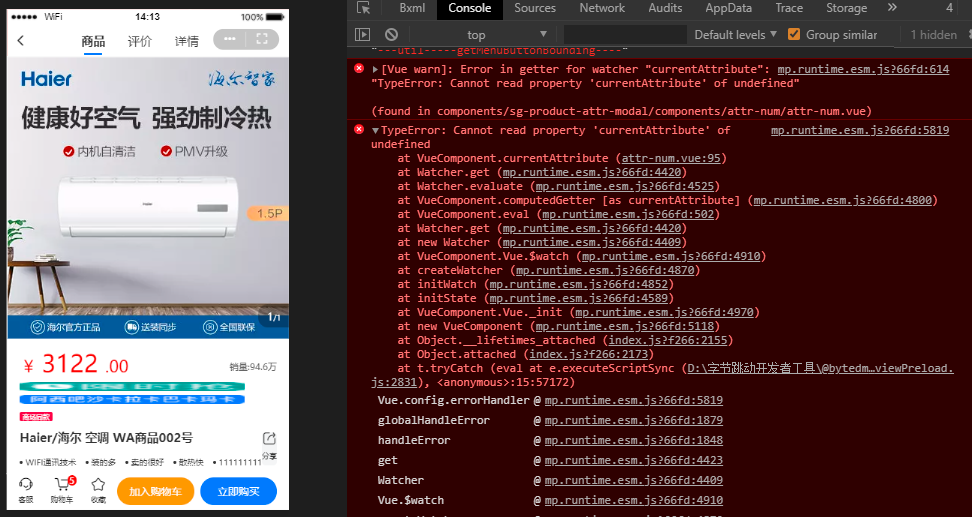 ●●●●● WiFi 14:13 100%
商品 评价 详情
Haier 海尔智家
健康好空气 强劲制冷热
内机自清洁 PMV升级
Haier
1.5P
1/1
海尔官方正品 送装同步 全国联保
¥ 3122 .00 销量:94.6万
限时抢
阿西吧沙卡拉卡巴卡玛卡
商场同款
Haier/海尔 空调 WA商品002号
分享
• WIFI通讯技术 • 装的多 • 卖的很好 • 散热快 • 111111111
5
客服 购物车 收藏 加入购物车 立即购买
Bxml Console Sources Network Audits AppData Trace Storage » 4
top ▼ Default levels ▼ Group similar 1 hidden
"---util-----getMenuButtonBounding----"
[Vue warn]: Error in getter for watcher "currentAttribute": mp.runtime.esm.js?66fd:614
"TypeError: Cannot read property 'currentAttribute' of undefined"
(found in components/sg-product-attr-modal/components/attr-num/attr-num.vue)
▼TypeError: Cannot read property 'currentAttribute' of mp.runtime.esm.js?66fd:5819
undefined
at VueComponent.currentAttribute (attr-num.vue:95)
at Watcher.get (mp.runtime.esm.js?66fd:4420)
at Watcher.evaluate (mp.runtime.esm.js?66fd:4525)
at VueComponent.computedGetter [as currentAttribute] (mp.runtime.esm.js?66fd:4800)
at VueComponent.eval (mp.runtime.esm.js?66fd:502)
at Watcher.get (mp.runtime.esm.js?66fd:4420)
at new Watcher (mp.runtime.esm.js?66fd:4409)
at VueComponent.Vue.$watch (mp.runtime.esm.js?66fd:4910)
at createWatcher (mp.runtime.esm.js?66fd:4870)
at initWatch (mp.runtime.esm.js?66fd:4852)
at initState (mp.runtime.esm.js?66fd:4589)
at VueComponent.Vue._init (mp.runtime.esm.js?66fd:4970)
at new VueComponent (mp.runtime.esm.js?66fd:5118)
at Object.__lifetimes_attached (index.js?f266:2155)
at Object.attached (index.js?f266:2173)
at t.tryCatch (eval at e.executeScriptSync (D:\字节跳动开发者工具\@bytedm…viewPreload.
js:2831), <anonymous>:15:57172)
Vue.config.errorHandler @ mp.runtime.esm.js?66fd:5819
globalHandleError @ mp.runtime.esm.js?66fd:1879
handleError @ mp.runtime.esm.js?66fd:1848
get @ mp.runtime.esm.js?66fd:4423
Watcher @ mp.runtime.esm.js?66fd:4409
Vue.$watch @ mp.runtime.esm.js?66fd:4910